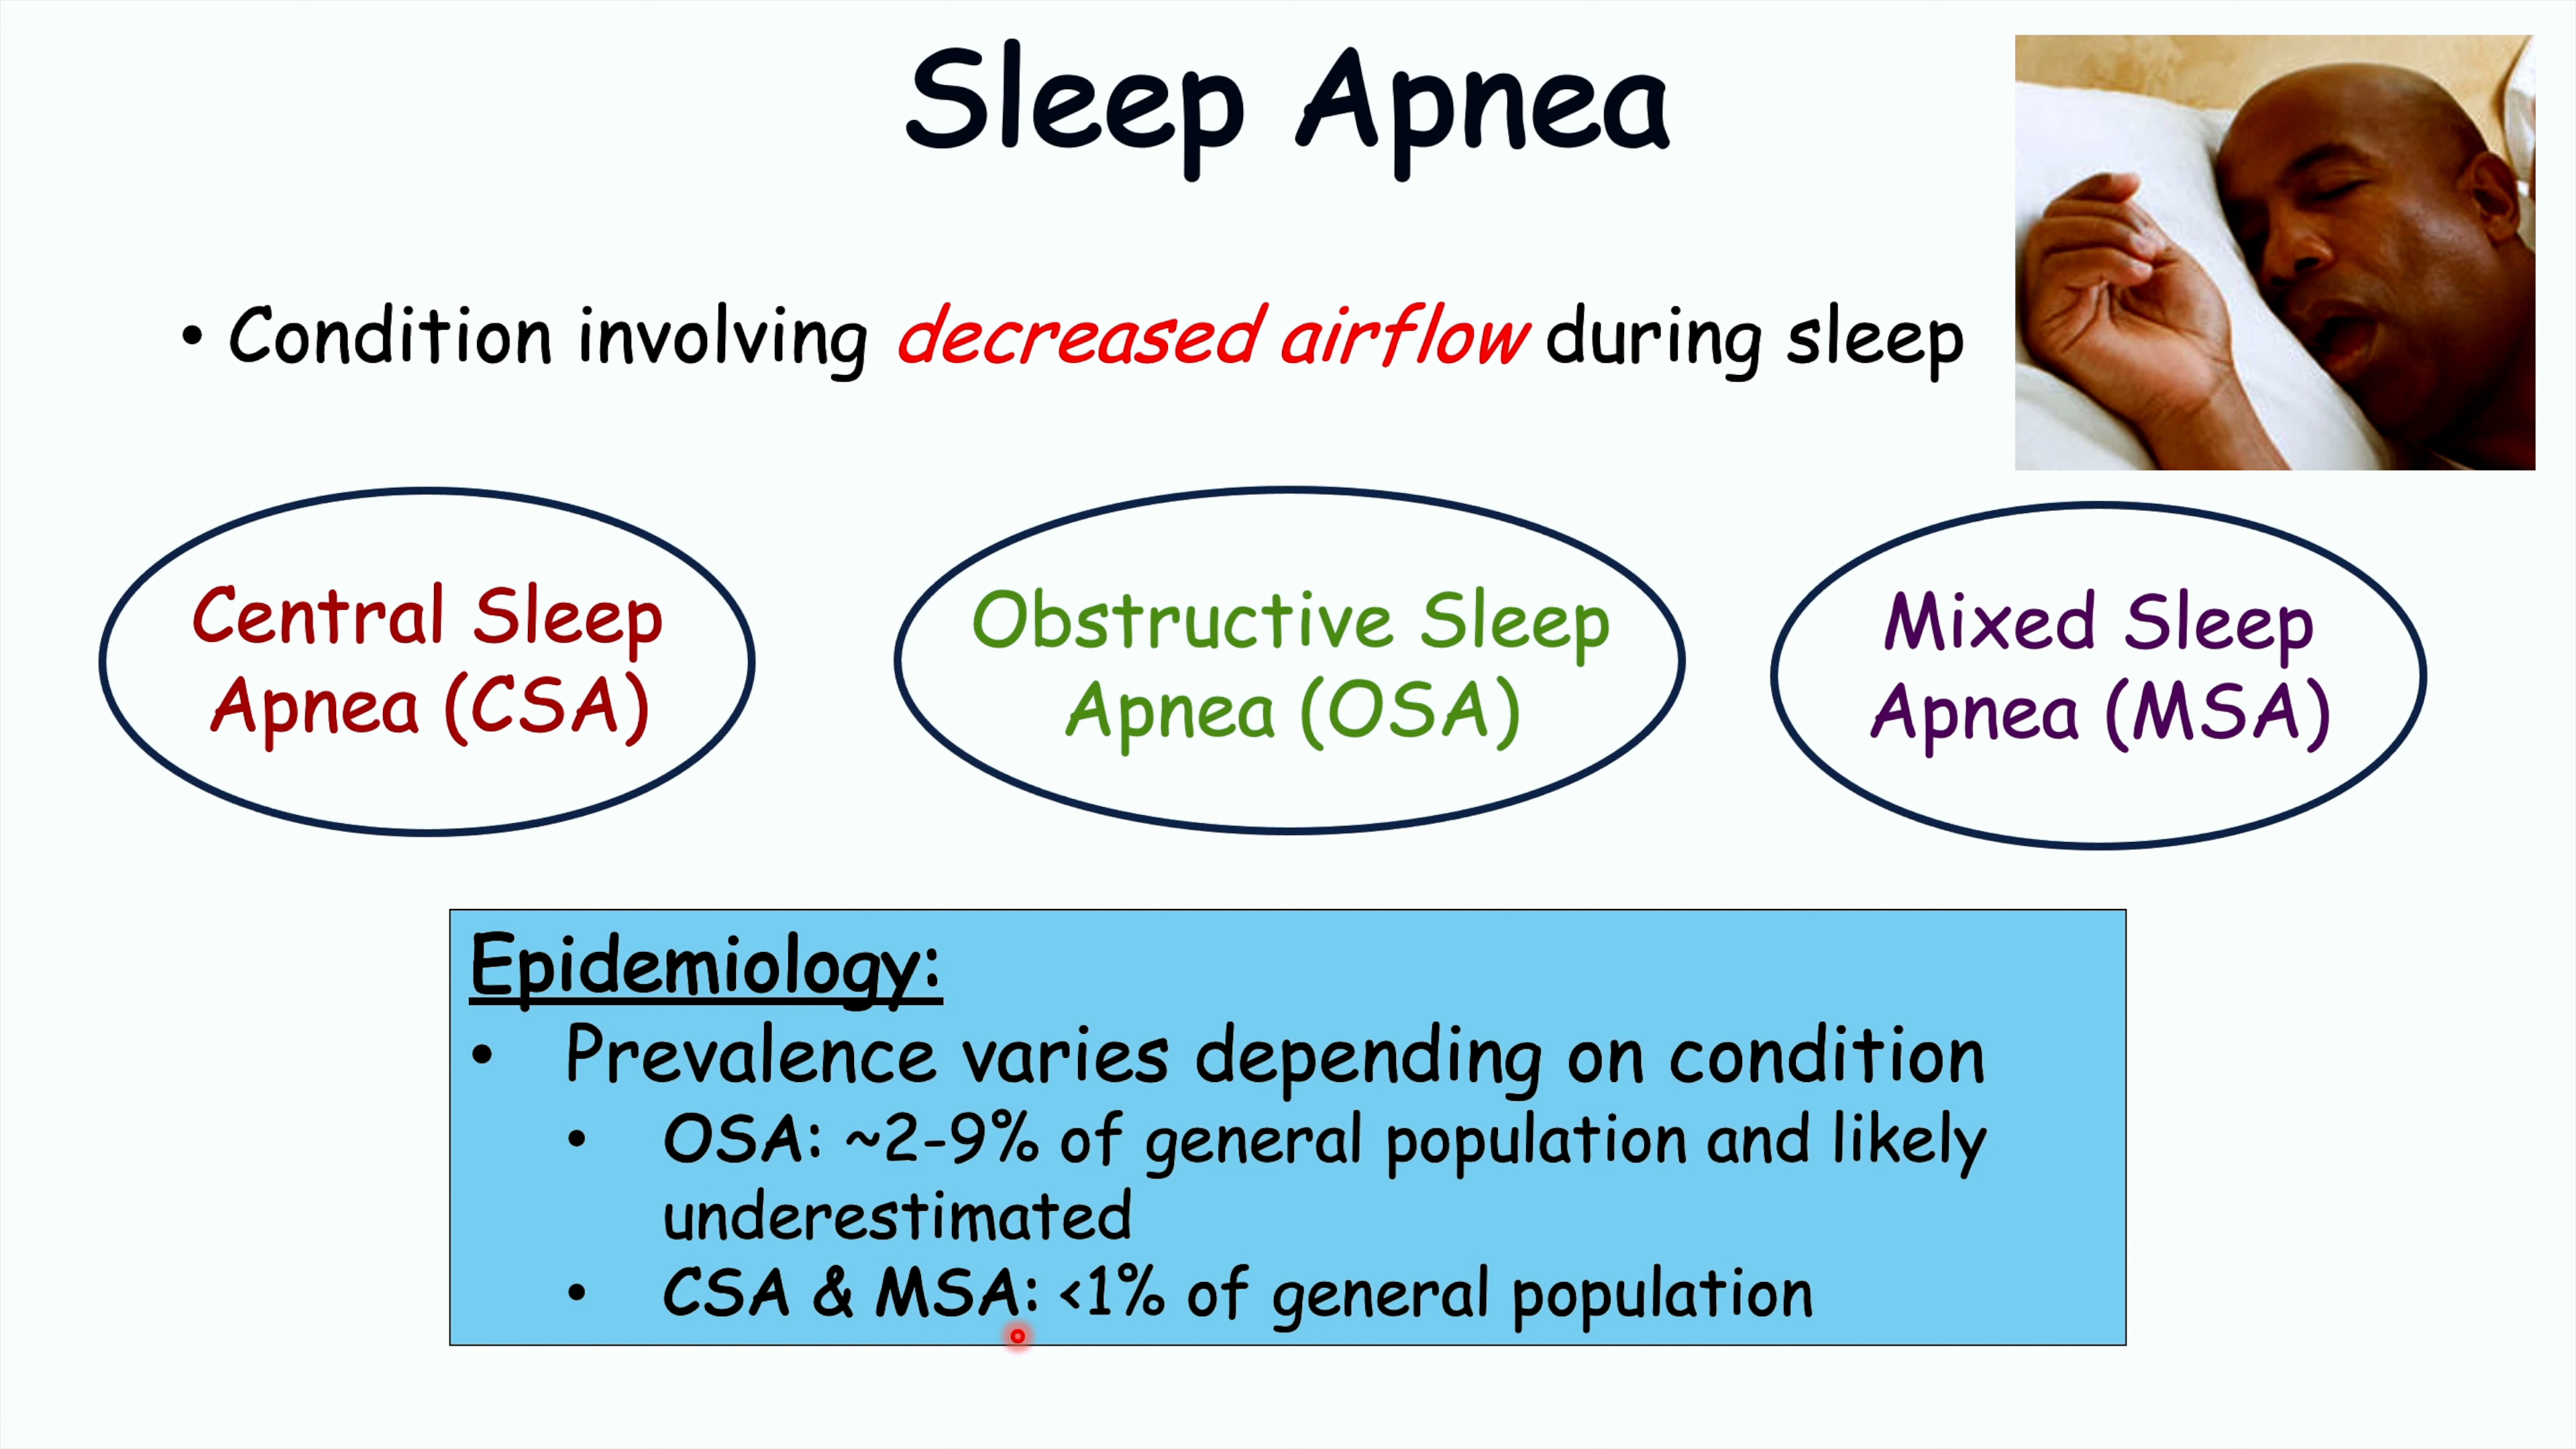 Sleep Apnea
• Condition involving decreased airflow during sleep
Central Sleep
Apnea (CSA)
Obstructive Sleep
Apnea (OSA)
Mixed Sleep
Apnea (MSA)
Epidemiology:
• Prevalence varies depending on condition
• OSA: ~2-9% of general population and likely
underestimated
• CSA & MSA: <1% of general population